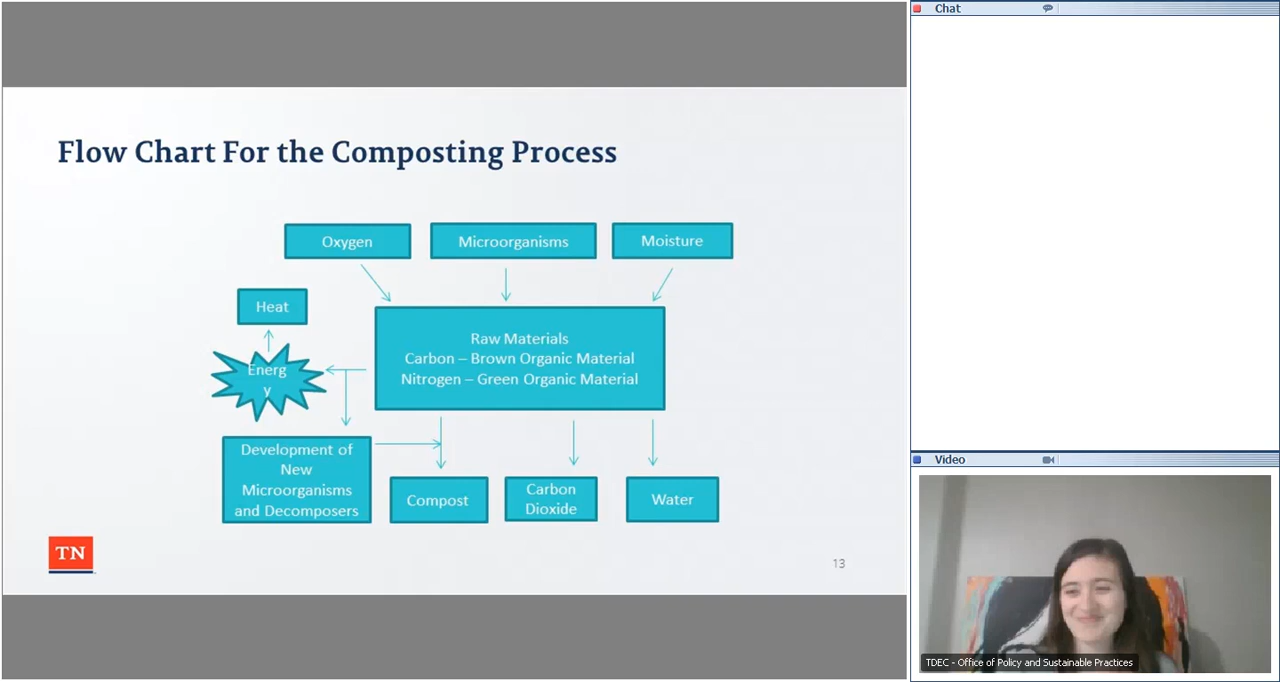 Flow Chart For the Composting Process
Oxygen
Microorganisms
Moisture
Heat
Raw Materials
Carbon – Brown Organic Material
Nitrogen – Green Organic Material
Energ
y
Development of
New
Microorganisms
and Decomposers
Compost
Carbon
Dioxide
Water
TN
13
Chat
Video
TDEC - Office of Policy and Sustainable Practices